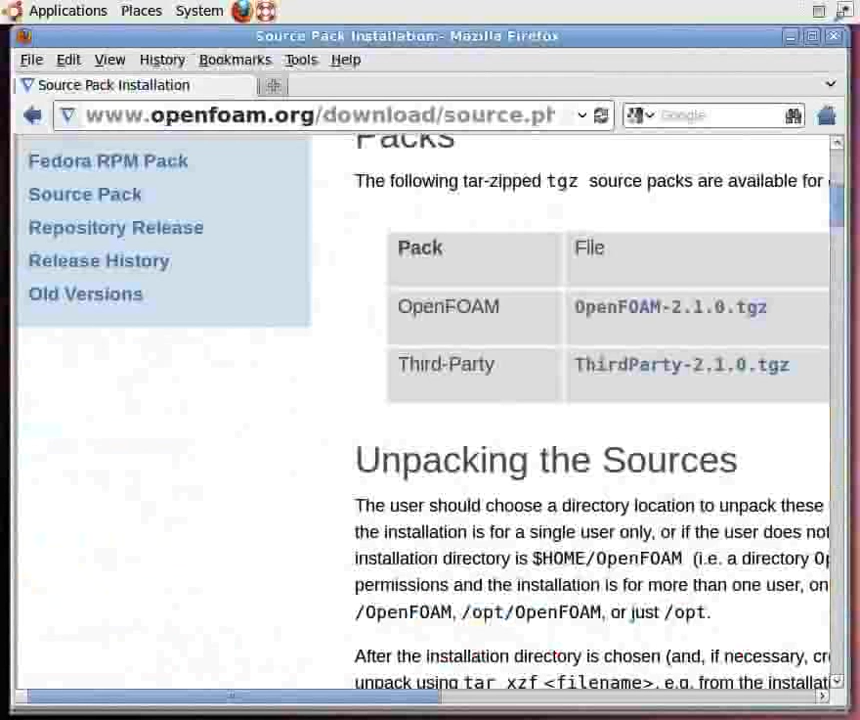 Applications Places System
Source Pack Installation - Mozilla Firefox
File Edit View History Bookmarks Tools Help
Source Pack Installation
www.openfoam.org/download/source.ph
Google
Fedora RPM Pack
Source Pack
Repository Release
Release History
Old Versions
Packs
The following tar-zipped tgz source packs are available for
Pack File
OpenFOAM OpenFOAM-2.1.0.tgz
Third-Party ThirdParty-2.1.0.tgz
Unpacking the Sources
The user should choose a directory location to unpack these
the installation is for a single user only, or if the user does not
installation directory is $HOME/OpenFOAM (i.e. a directory Op
permissions and the installation is for more than one user, on
/OpenFOAM, /opt/OpenFOAM, or just /opt.
After the installation directory is chosen (and, if necessary, cr
unpack using tar xzf <filename>, e.g. from the installat